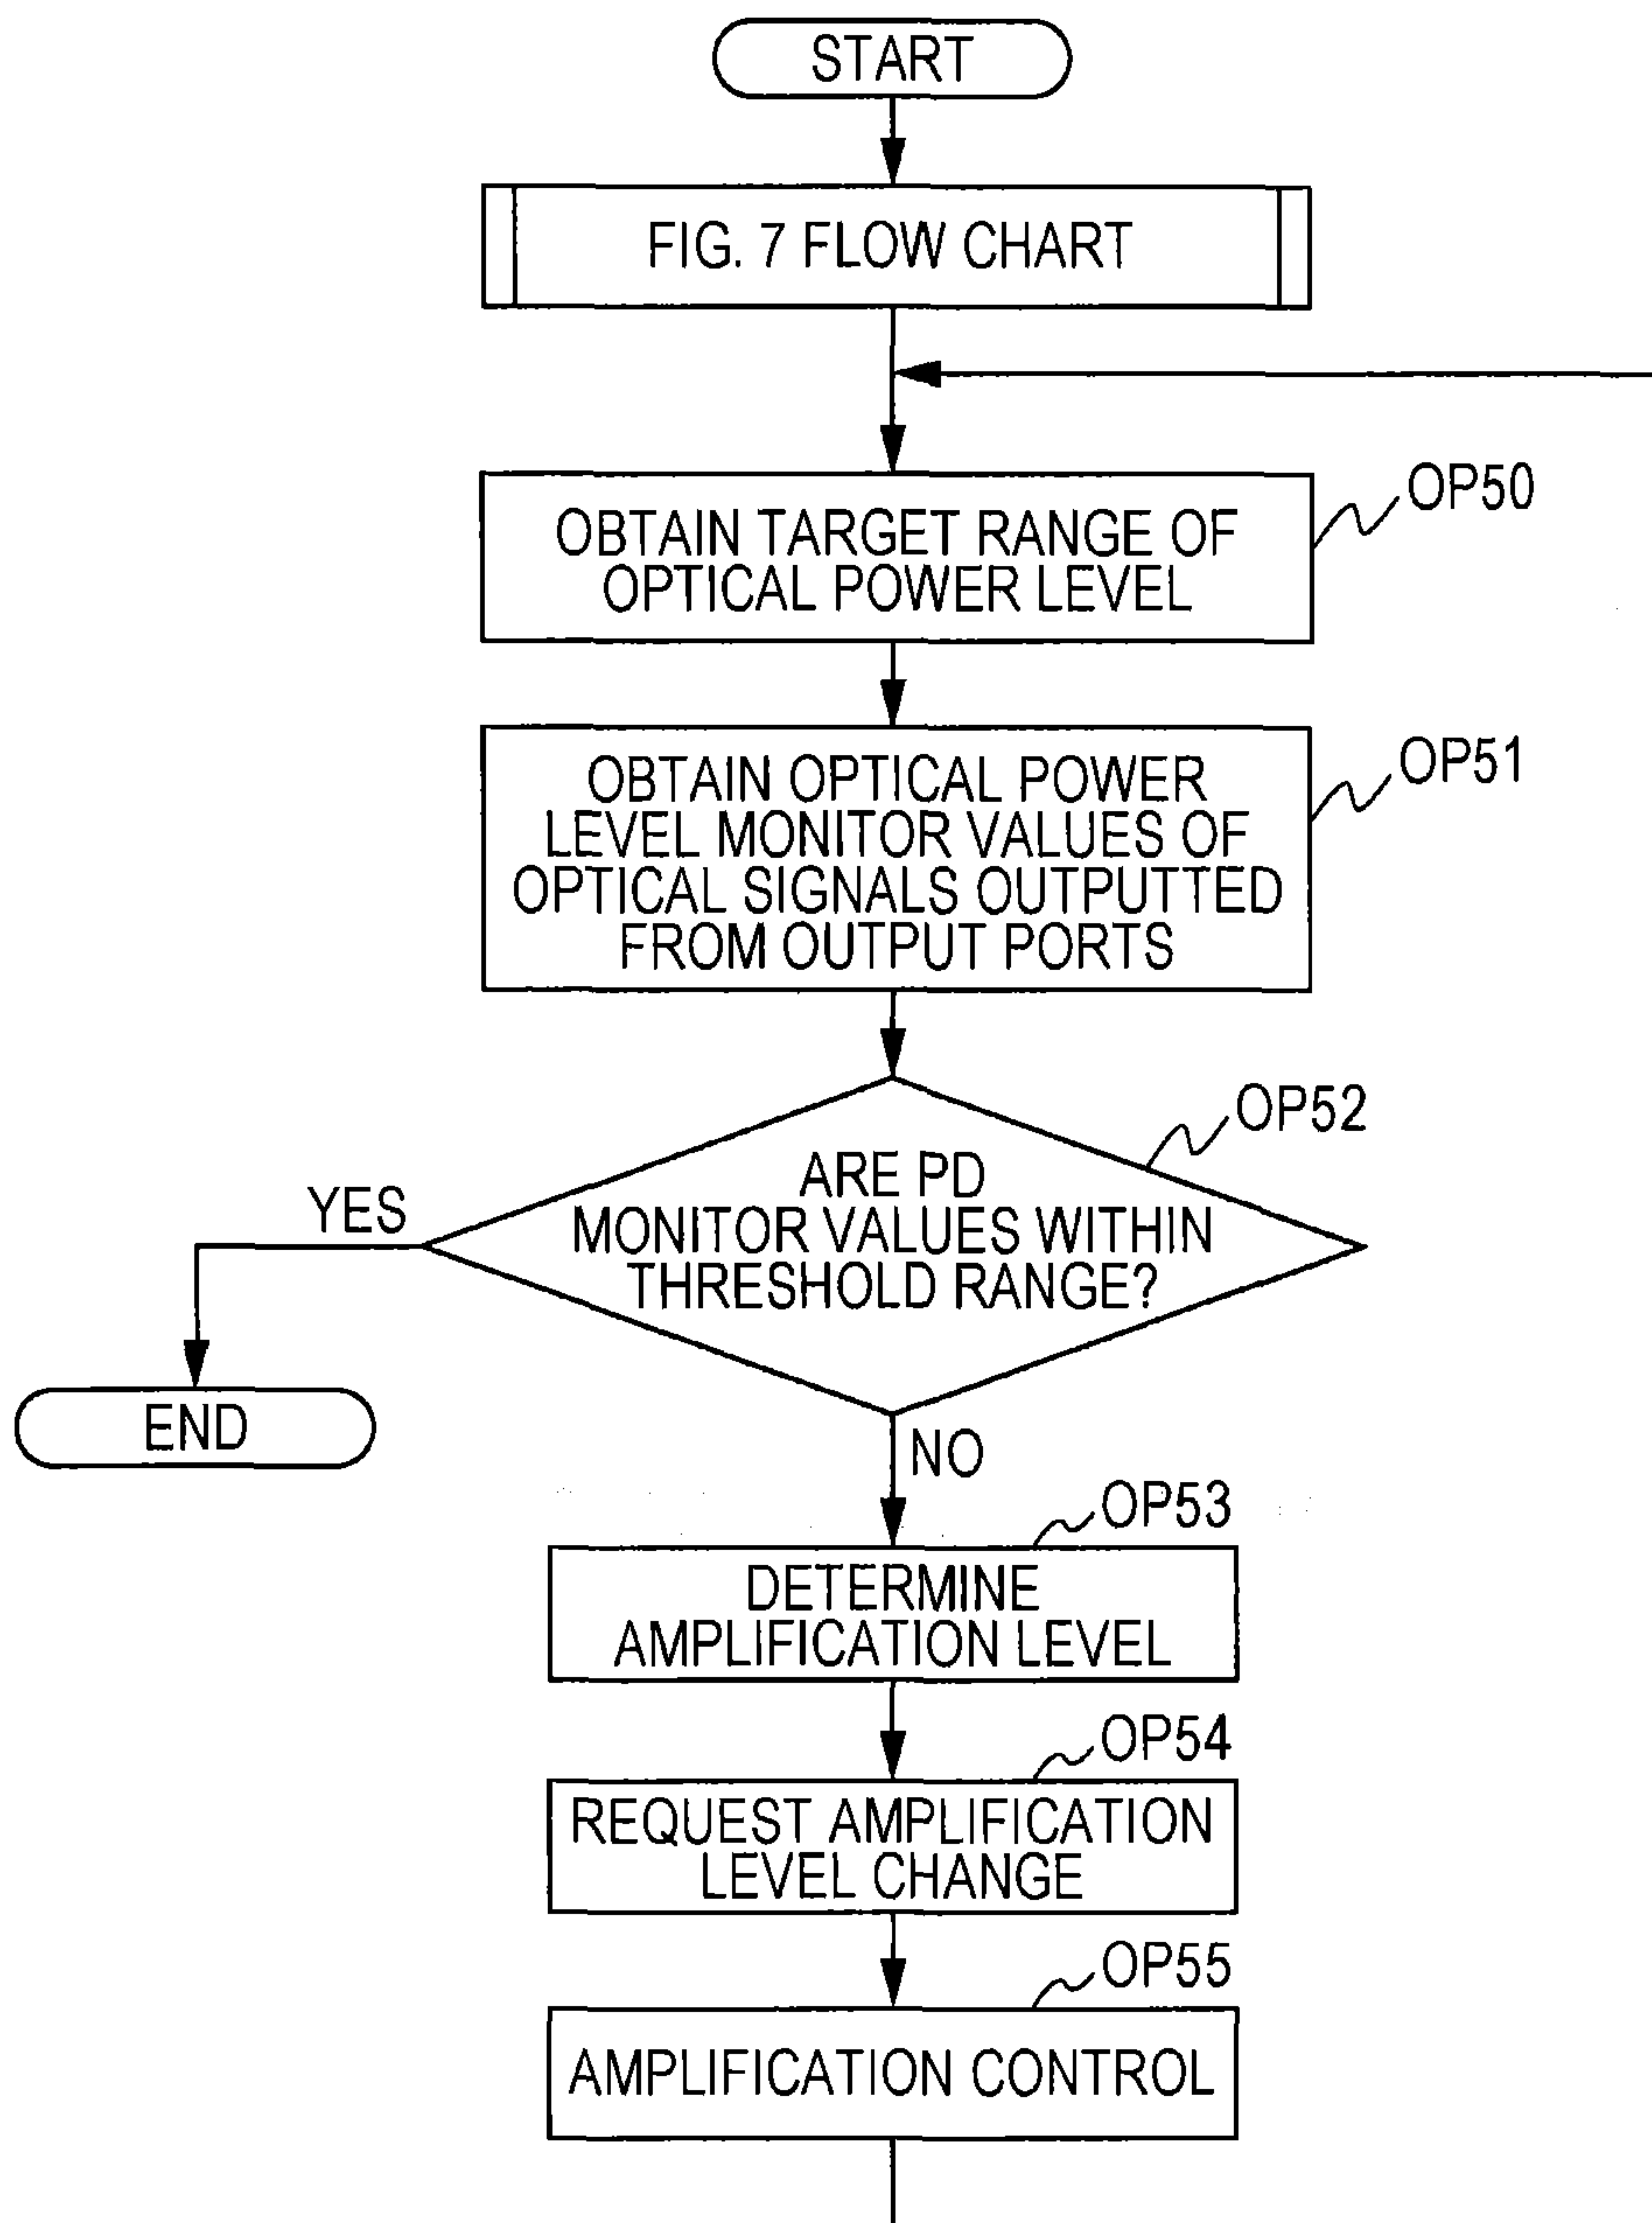 START
FIG. 7 FLOW CHART
OP50
OBTAIN TARGET RANGE OF
OPTICAL POWER LEVEL
OP51
OBTAIN OPTICAL POWER
LEVEL MONITOR VALUES OF
OPTICAL SIGNALS OUTPUTTED
FROM OUTPUT PORTS
OP52
ARE PD
MONITOR VALUES WITHIN
THRESHOLD RANGE?
YES
END
NO
OP53
DETERMINE
AMPLIFICATION LEVEL
OP54
REQUEST AMPLIFICATION
LEVEL CHANGE
OP55
AMPLIFICATION CONTROL